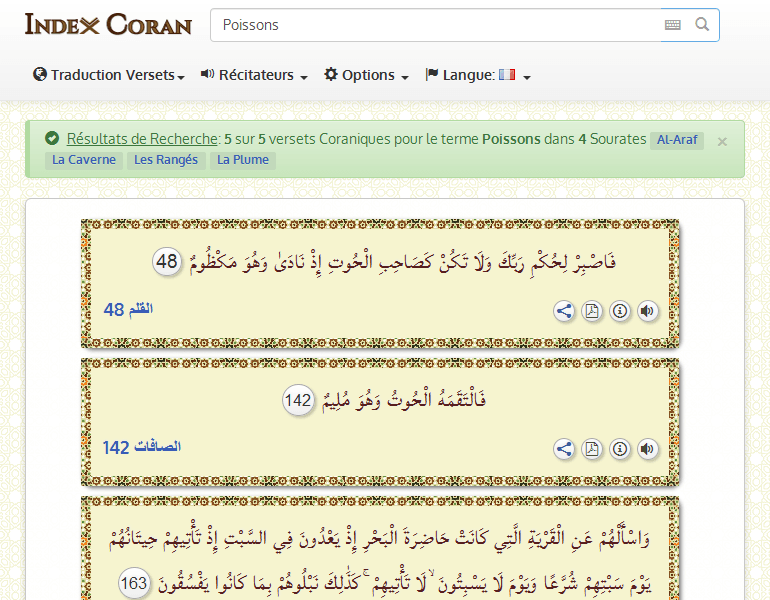 INDEX CORAN
Poissons
Traduction Versets
Récitateurs
Options
Langue:
Résultats de Recherche: 5 sur 5 versets Coraniques pour le terme Poissons dans 4 Sourates Al-Araf ×
La Caverne Les Rangés La Plume
فَاصْبِرْ لِحُكْمِ رَبِّكَ وَلَا تَكُنْ كَصَاحِبِ الْحُوتِ إِذْ نَادَىٰ وَهُوَ مَكْظُومٌ 48
القلم 48
فَالْتَقَمَهُ الْحُوتُ وَهُوَ مُلِيمٌ 142
الصافات 142
وَاسْأَلْهُمْ عَنِ الْقَرْيَةِ الَّتِي كَانَتْ حَاضِرَةَ الْبَحْرِ إِذْ يَعْدُونَ فِي السَّبْتِ إِذْ تَأْتِيهِمْ حِيتَانُهُمْ
يَوْمَ سَبْتِهِمْ شُرَّعًا وَيَوْمَ لَا يَسْبِتُونَ ۙ لَا تَأْتِيهِمْ ۚ كَذَٰلِكَ نَبْلُوهُمْ بِمَا كَانُوا يَفْسُقُونَ 163